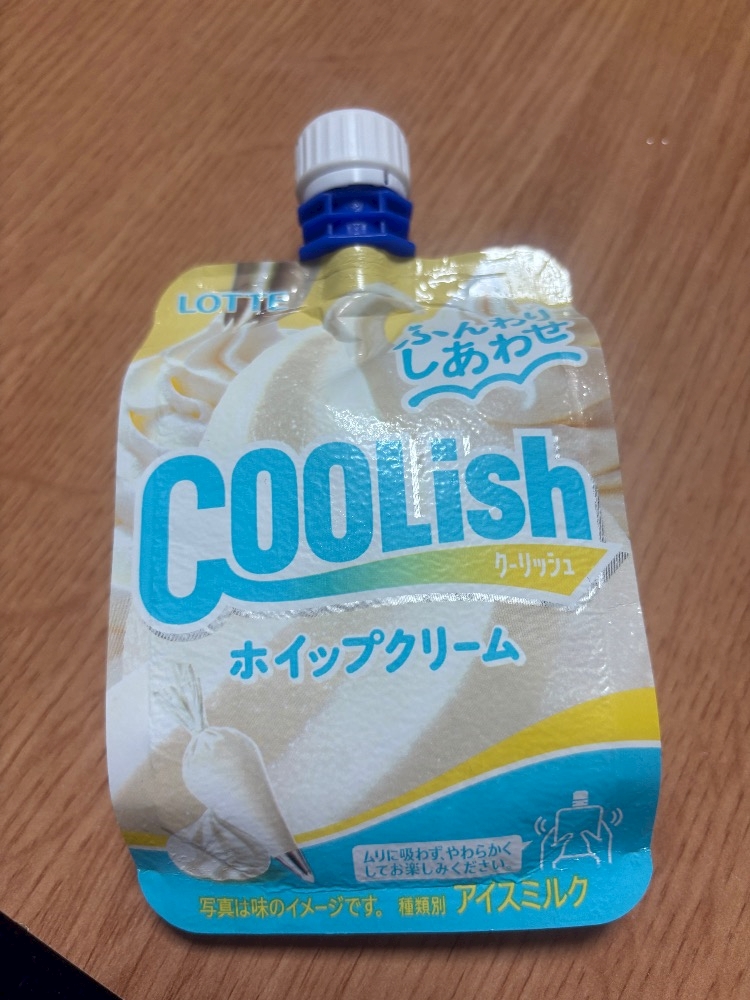 LOTTE
ふんわり
しあわせ
COOLish
クーリッシュ
ホイップクリーム
ムリに吸わず、やわらかく
してお楽しみください。
写真は味のイメージです。 種類別 アイスミルク